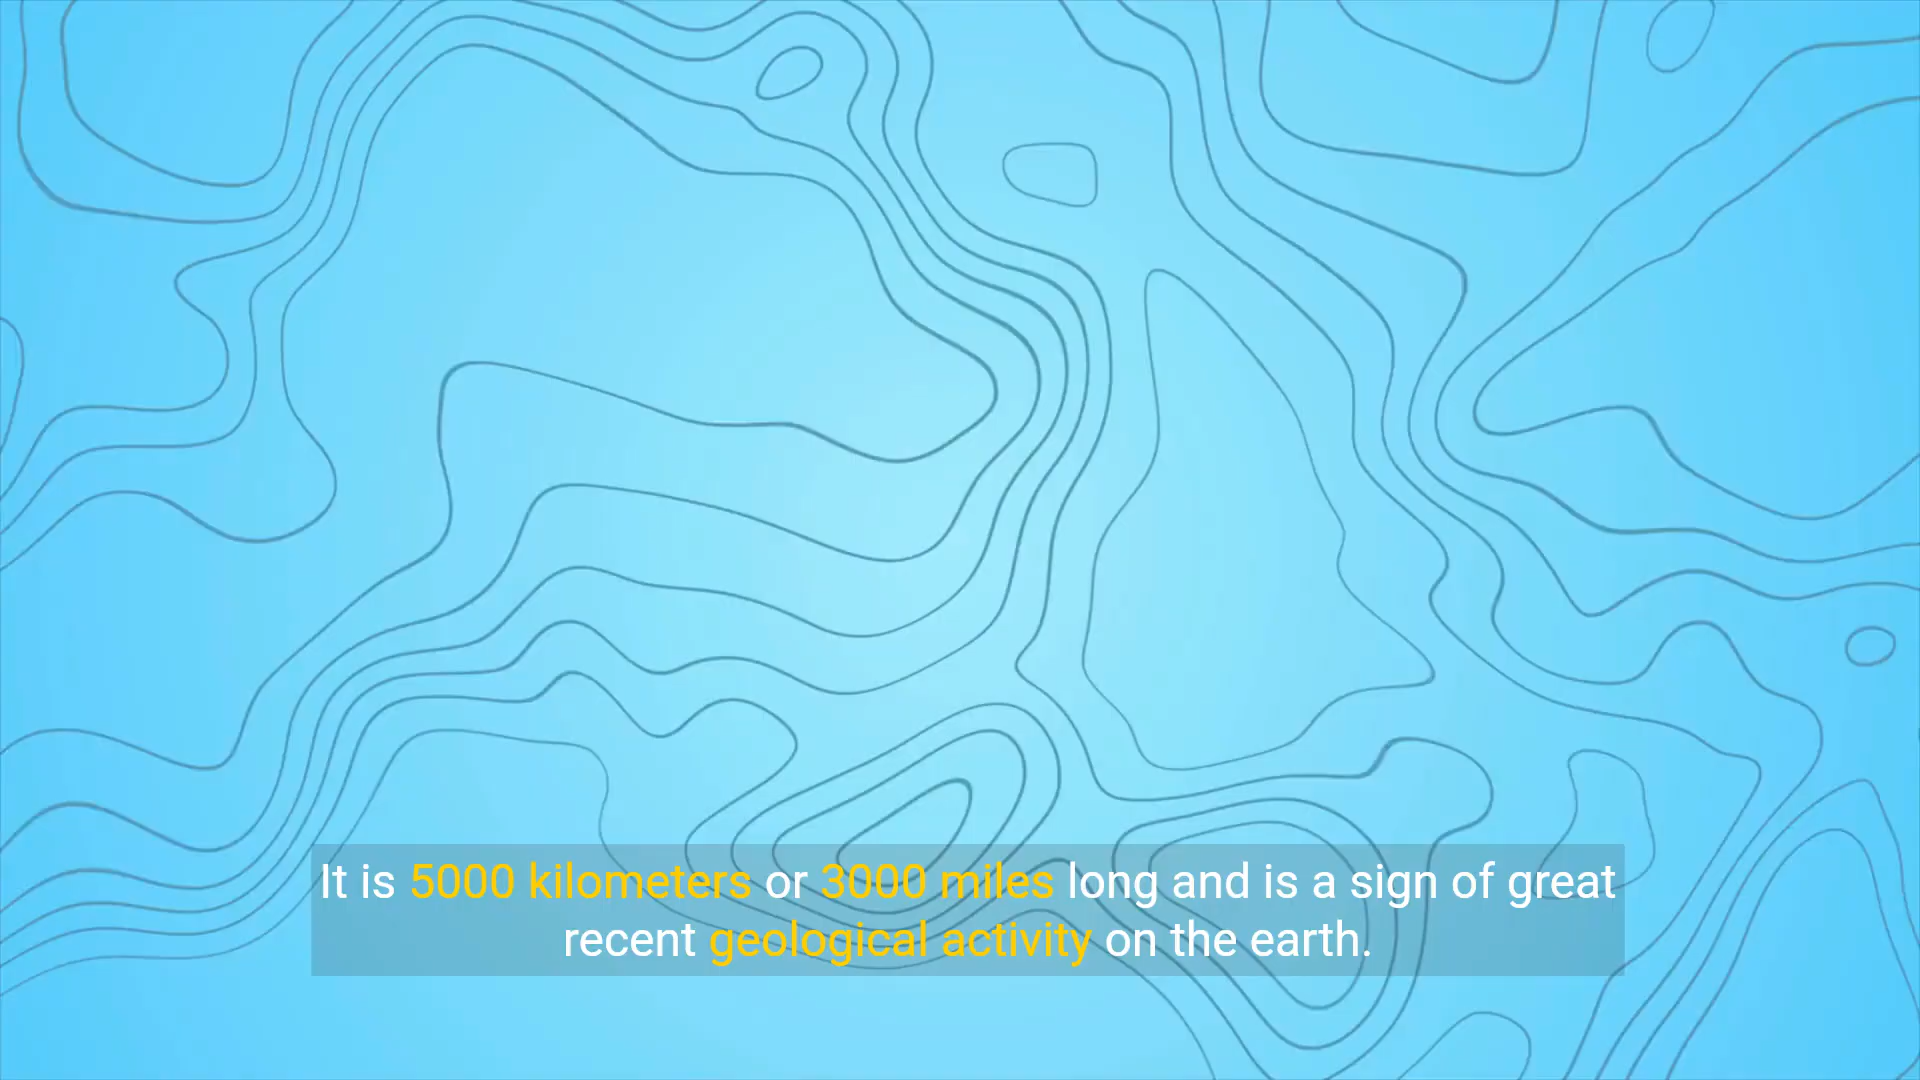 It is 5000 kilometers or 3000 miles long and is a sign of great
recent geological activity on the earth.